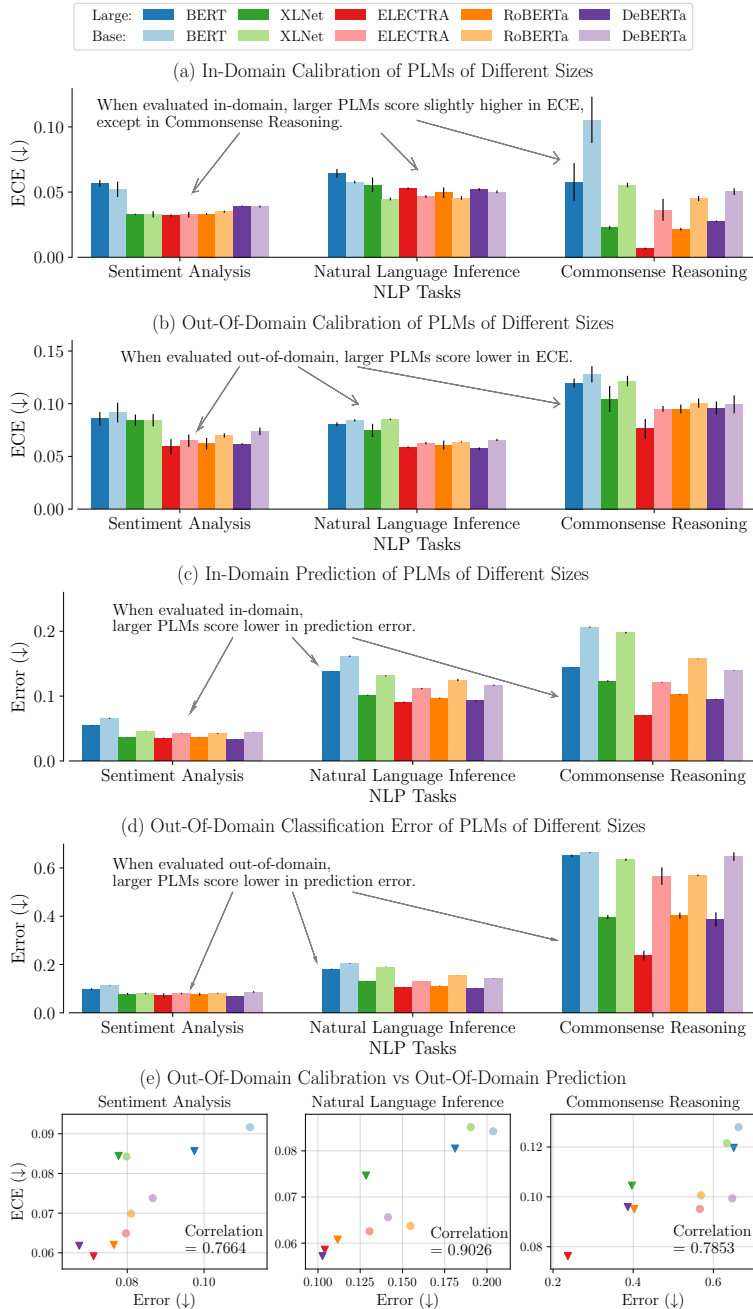 Large: BERT XLNet ELECTRA RoBERTa DeBERTa
Base: BERT XLNet ELECTRA RoBERTa DeBERTa
(a) In-Domain Calibration of PLMs of Different Sizes
When evaluated in-domain, larger PLMs score slightly higher in ECE,
except in Commonsense Reasoning.
ECE (↓)
0.10
0.05
0.00
Sentiment Analysis Natural Language Inference Commonsense Reasoning
NLP Tasks
(b) Out-Of-Domain Calibration of PLMs of Different Sizes
When evaluated out-of-domain, larger PLMs score lower in ECE.
ECE (↓)
0.15
0.10
0.05
0.00
Sentiment Analysis Natural Language Inference Commonsense Reasoning
NLP Tasks
(c) In-Domain Prediction of PLMs of Different Sizes
When evaluated in-domain,
larger PLMs score lower in prediction error.
Error (↓)
0.2
0.1
0.0
Sentiment Analysis Natural Language Inference Commonsense Reasoning
NLP Tasks
(d) Out-Of-Domain Classification Error of PLMs of Different Sizes
When evaluated out-of-domain,
larger PLMs score lower in prediction error.
Error (↓)
0.6
0.4
0.2
0.0
Sentiment Analysis Natural Language Inference Commonsense Reasoning
NLP Tasks
(e) Out-Of-Domain Calibration vs Out-Of-Domain Prediction
Sentiment Analysis
ECE (↓)
0.09
0.08
0.07
0.06
Correlation
= 0.7664
0.08 0.10
Error (↓)
Natural Language Inference
0.08
0.07
0.06
Correlation
= 0.9026
0.100 0.125 0.150 0.175 0.200
Error (↓)
Commonsense Reasoning
0.12
0.10
0.08
Correlation
= 0.7853
0.2 0.4 0.6
Error (↓)